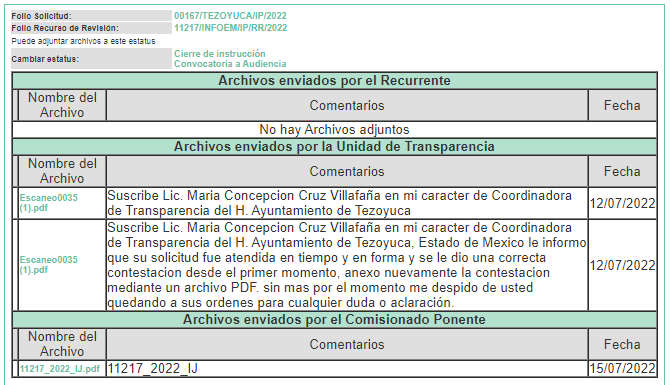 Folio Solicitud: 00167/TEZOYUCA/IP/2022
Folio Recurso de Revisión: 11217/INFOEM/IP/RR/2022
Puede adjuntar archivos a este estatus
Cambiar estatus: Cierre de instrucción
Convocatoria a Audiencia
Archivos enviados por el Recurrente
Nombre del Archivo Comentarios Fecha
No hay Archivos adjuntos
Archivos enviados por la Unidad de Transparencia
Nombre del Archivo Comentarios Fecha
Escaneo0035 (1).pdf
Suscribe Lic. Maria Concepcion Cruz Villafaña en mi caracter de Coordinadora
de Transparencia del H. Ayuntamiento de Tezoyuca
12/07/2022
Escaneo0035 (1).pdf
Suscribe Lic. Maria Concepcion Cruz Villafaña en mi caracter de Coordinadora
de Transparencia del H. Ayuntamiento de Tezoyuca, Estado de Mexico le informo
que su solicitud fue atendida en tiempo y en forma y se le dio una correcta
contestacion desde el primer momento, anexo nuevamente la contestacion
mediante un archivo PDF. sin mas por el momento me despido de usted
quedando a sus ordenes para cualquier duda o aclaración.
12/07/2022
Archivos enviados por el Comisionado Ponente
Nombre del Archivo Comentarios Fecha
11217_2022_IJ.pdf 11217_2022_IJ 15/07/2022